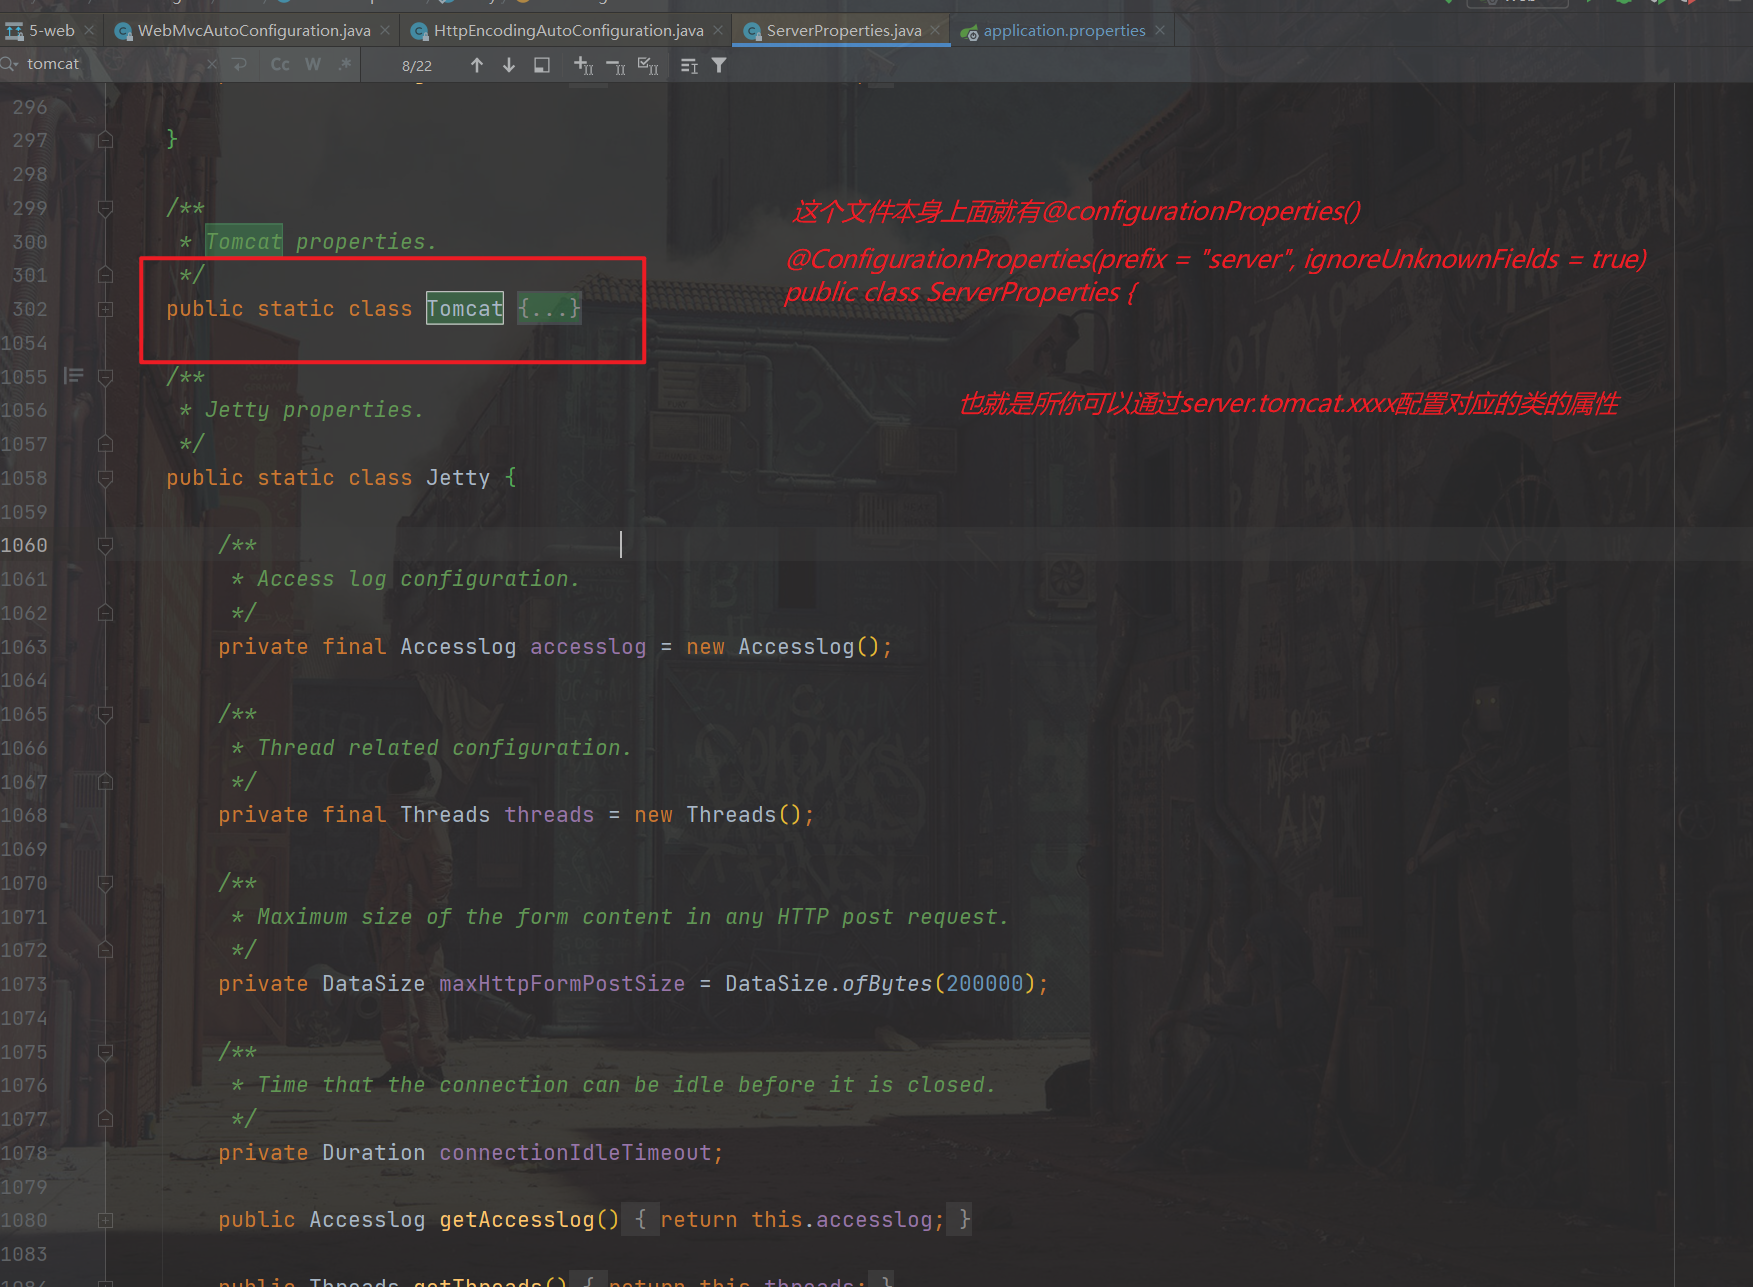 5-web
WebMvcAutoConfiguration.java
HttpEncodingAutoConfiguration.java
ServerProperties.java
application.properties
tomcat
Cc
W
.*
8/22
296
297 }
298
299 /**
300 * Tomcat properties.
301 */
302 public static class Tomcat {...}
1054
1055 /**
1056 * Jetty properties.
1057 */
1058 public static class Jetty {
1059
1060 /**
1061 * Access log configuration.
1062 */
1063 private final Accesslog accesslog = new Accesslog();
1064
1065 /**
1066 * Thread related configuration.
1067 */
1068 private final Threads threads = new Threads();
1069
1070 /**
1071 * Maximum size of the form content in any HTTP post request.
1072 */
1073 private DataSize maxHttpFormPostSize = DataSize.ofBytes(200000);
1074
1075 /**
1076 * Time that the connection can be idle before it is closed.
1077 */
1078 private Duration connectionIdleTimeout;
1079
1080 public Accesslog getAccesslog() { return this.accesslog; }
1083
1086 public Threads getThreads() { return this.threads; }
这个文件本身上面就有@configurationProperties()
@ConfigurationProperties(prefix = "server", ignoreUnknownFields = true)
public class ServerProperties {
也就是所你可以通过server.tomcat.xxxx配置对应的类的属性